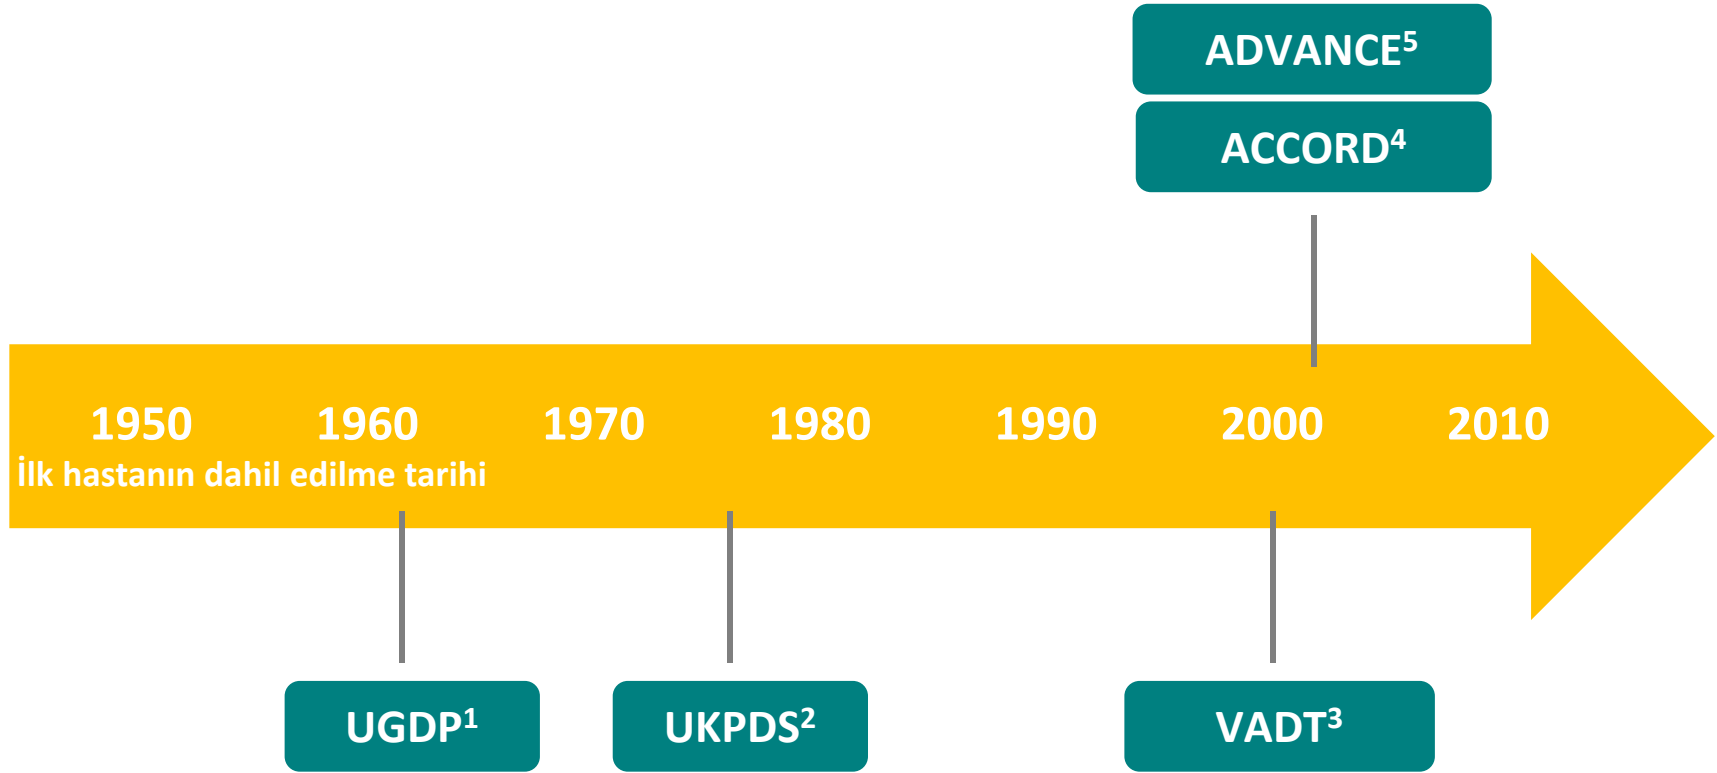 ADVANCE⁵
ACCORD⁴
1950 1960 1970 1980 1990 2000 2010
İlk hastanın dahil edilme tarihi
UGDP¹ UKPDS² VADT³